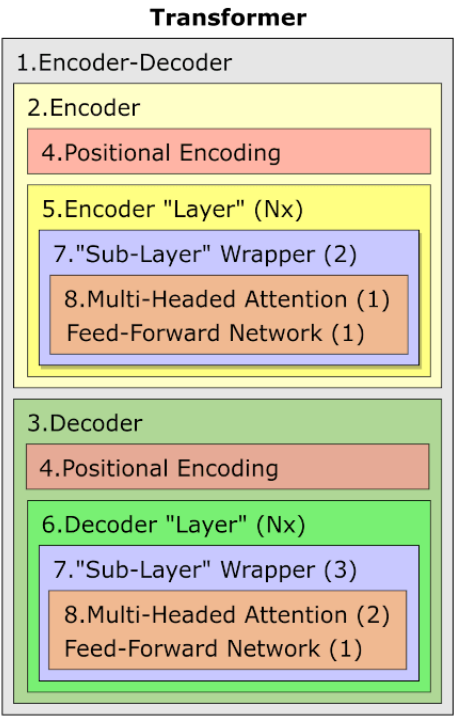 Transformer
1.Encoder-Decoder
2.Encoder
4.Positional Encoding
5.Encoder "Layer" (Nx)
7."Sub-Layer" Wrapper (2)
8.Multi-Headed Attention (1)
Feed-Forward Network (1)
3.Decoder
4.Positional Encoding
6.Decoder "Layer" (Nx)
7."Sub-Layer" Wrapper (3)
8.Multi-Headed Attention (2)
Feed-Forward Network (1)